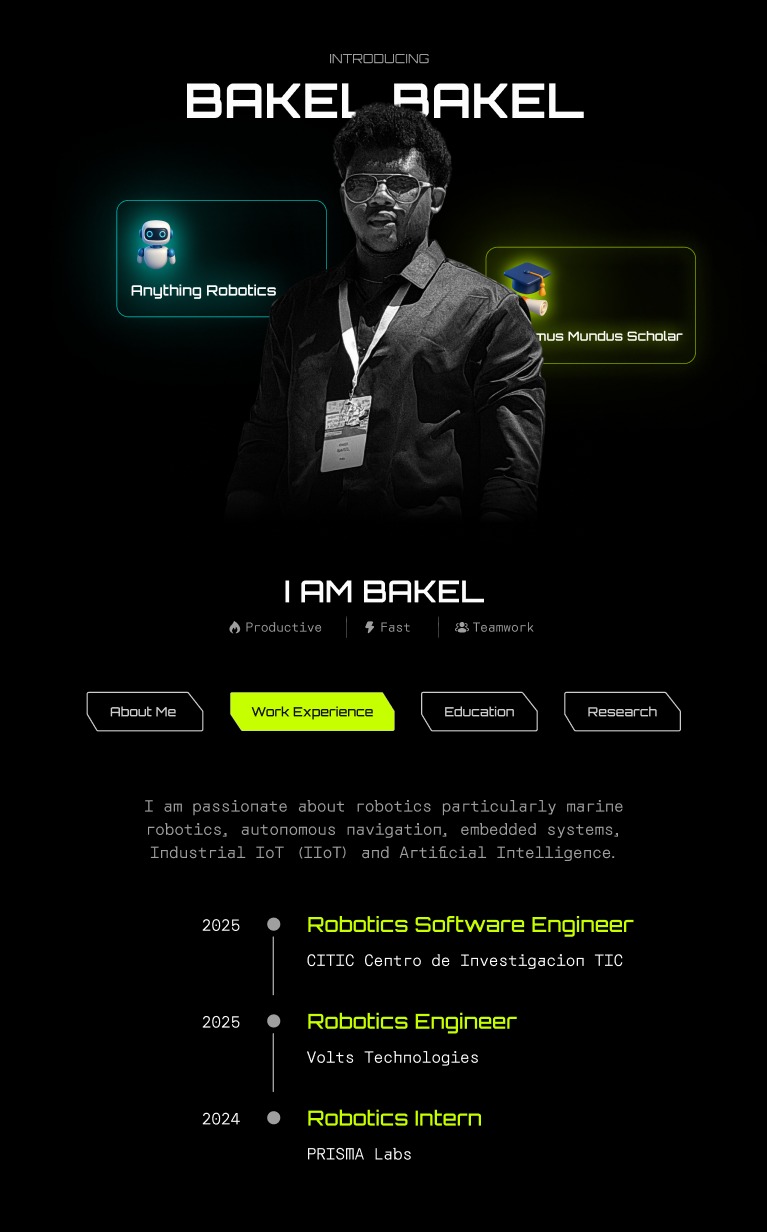 INTRODUCING
BAKEL BAKEL
Anything Robotics
mus Mundus Scholar
I AM BAKEL
Productive
Fast
Teamwork
About Me
Work Experience
Education
Research
I am passionate about robotics particularly marine
robotics, autonomous navigation, embedded systems,
Industrial IoT (IIoT) and Artificial Intelligence.
2025
Robotics Software Engineer
CITIC Centro de Investigacion TIC
2025
Robotics Engineer
Volts Technologies
2024
Robotics Intern
PRISMA Labs